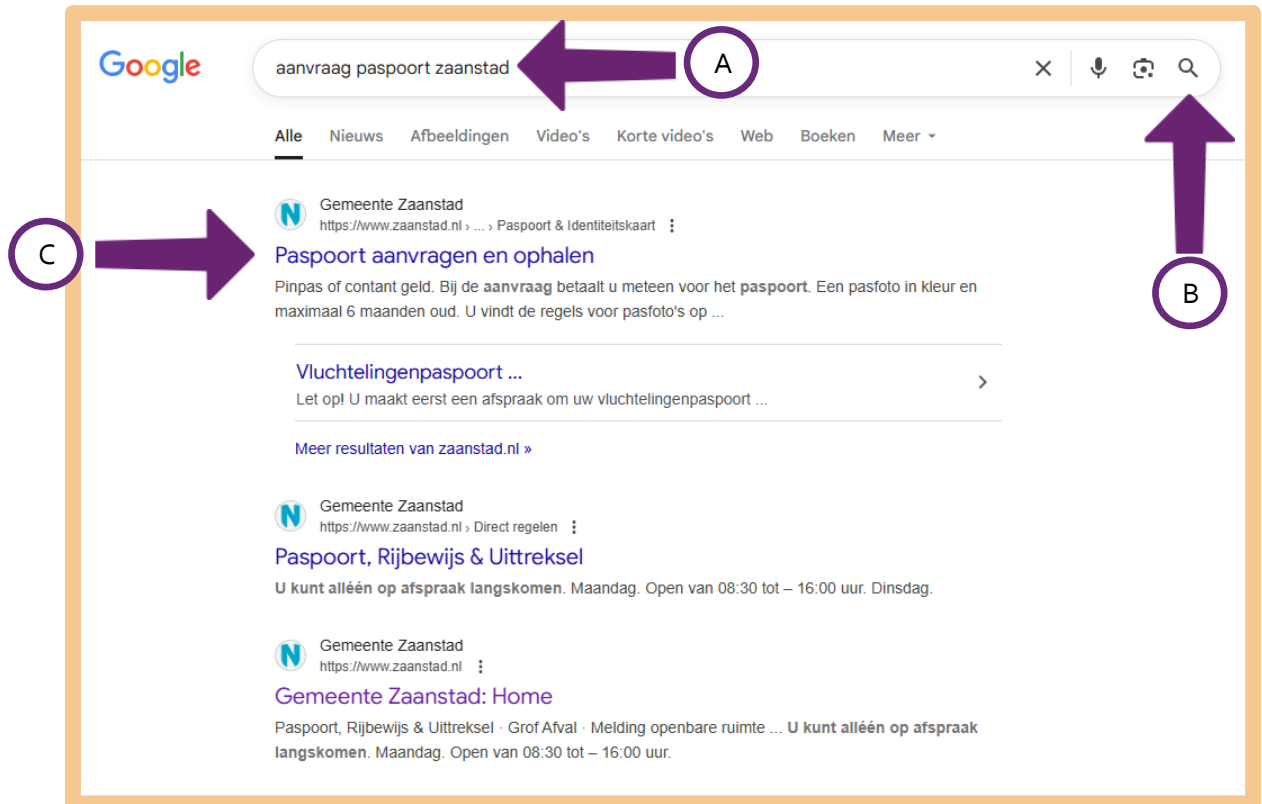 Google
aanvraag paspoort zaanstad
A
Alle Nieuws Afbeeldingen Video's Korte video's Web Boeken Meer
B
C
Gemeente Zaanstad
https://www.zaanstad.nl › ... › Paspoort & Identiteitskaart
Paspoort aanvragen en ophalen
Pinpas of contant geld. Bij de aanvraag betaalt u meteen voor het paspoort. Een pasfoto in kleur en
maximaal 6 maanden oud. U vindt de regels voor pasfoto's op ...
Vluchtelingenpaspoort ...
Let op! U maakt eerst een afspraak om uw vluchtelingenpaspoort ...
Meer resultaten van zaanstad.nl »
Gemeente Zaanstad
https://www.zaanstad.nl › Direct regelen
Paspoort, Rijbewijs & Uittreksel
U kunt alléén op afspraak langskomen. Maandag. Open van 08:30 tot – 16:00 uur. Dinsdag.
Gemeente Zaanstad
https://www.zaanstad.nl
Gemeente Zaanstad: Home
Paspoort, Rijbewijs & Uittreksel · Grof Afval · Melding openbare ruimte ... U kunt alléén op afspraak
langskomen. Maandag. Open van 08:30 tot – 16:00 uur.